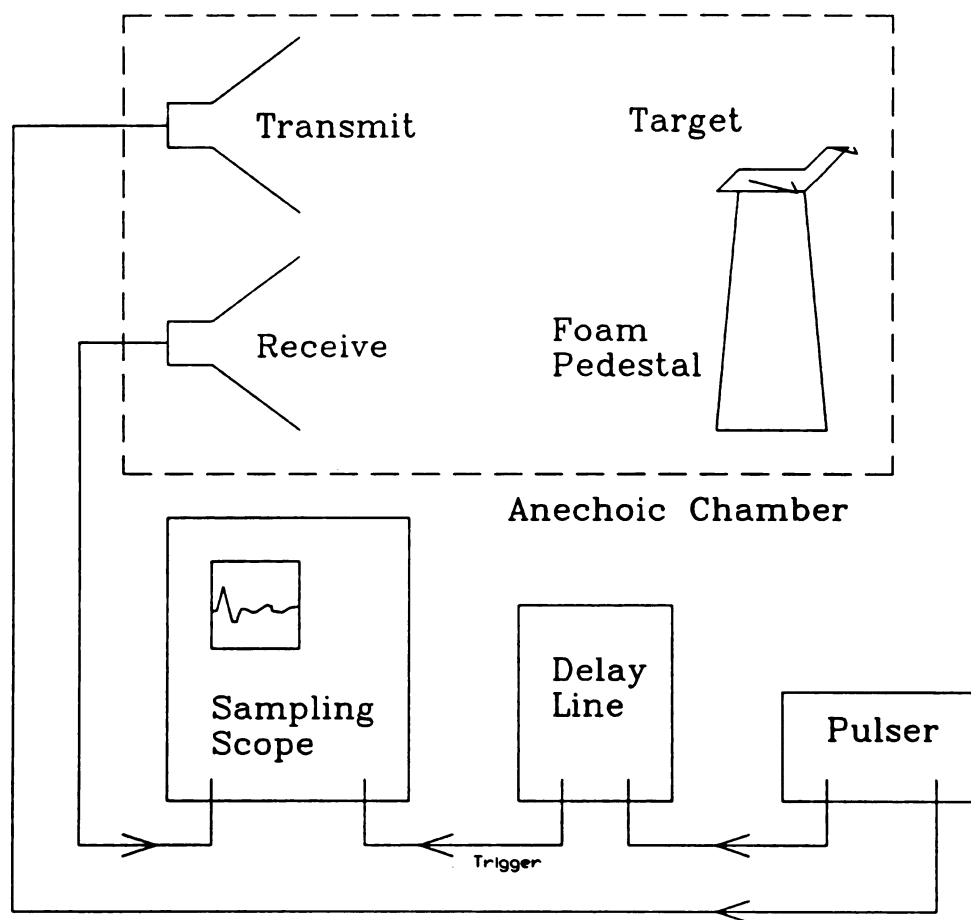 Transmit
Target
Receive
Foam
Pedestal
Anechoic Chamber
Sampling
Scope
Delay
Line
Pulser
Trigger